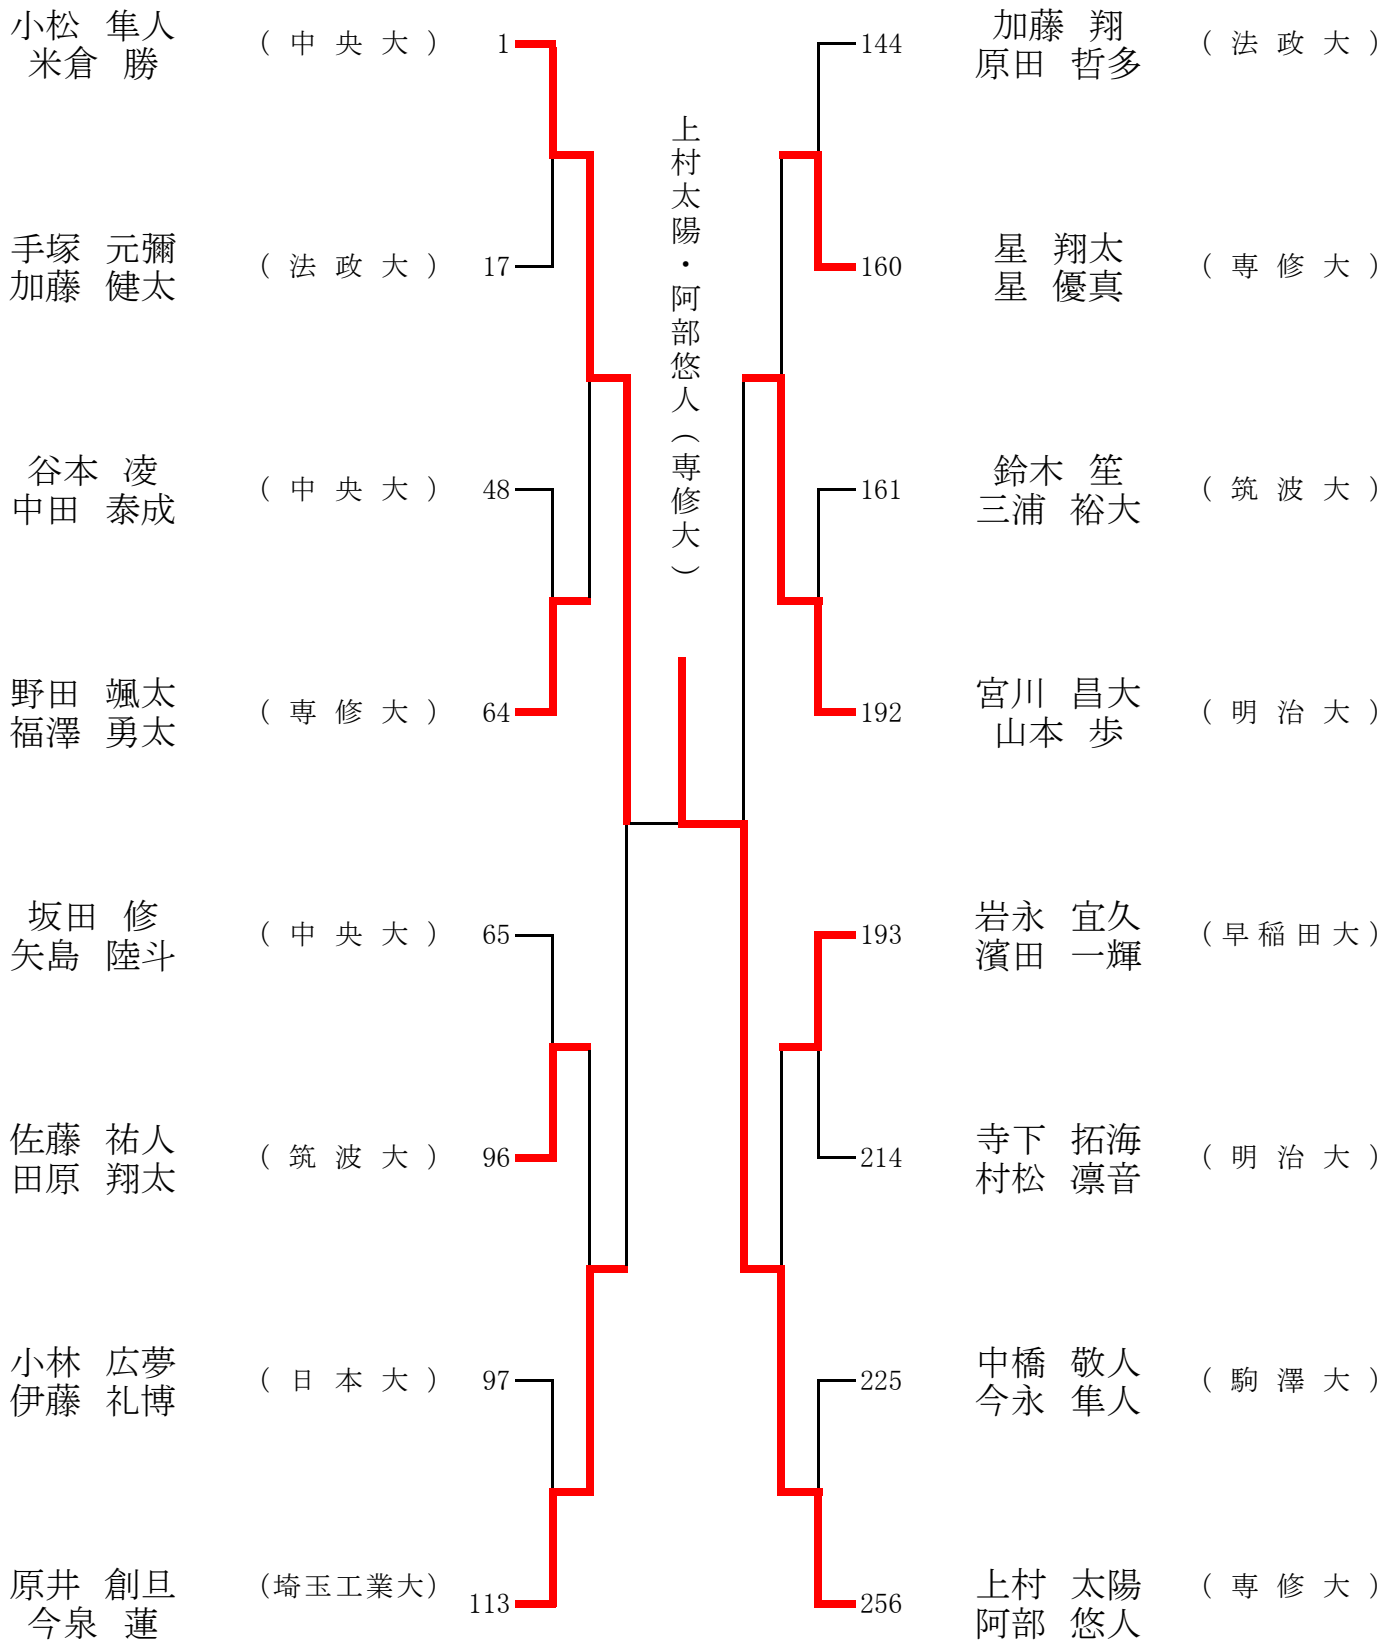 小松 隼人
米倉 勝
(中央大)
1
手塚 元彌
加藤 健太
(法政大)
17
谷本 凌
中田 泰成
(中央大)
48
野田 颯太
福澤 勇太
(専修大)
64
坂田 修
矢島 陸斗
(中央大)
65
佐藤 祐人
田原 翔太
(筑波大)
96
小林 広夢
伊藤 礼博
(日本大)
97
原井 創旦
今泉 蓮
(埼玉工業大)
113
上村太陽・阿部悠人(専修大)
144
加藤 翔
原田 哲多
(法政大)
160
星 翔太
星 優真
(専修大)
161
鈴木 笙
三浦 裕大
(筑波大)
192
宮川 昌大
山本 歩
(明治大)
193
岩永 宜久
濱田 一輝
(早稲田大)
214
寺下 拓海
村松 凛音
(明治大)
225
中橋 敬人
今永 隼人
(駒澤大)
256
上村 太陽
阿部 悠人
(専修大)